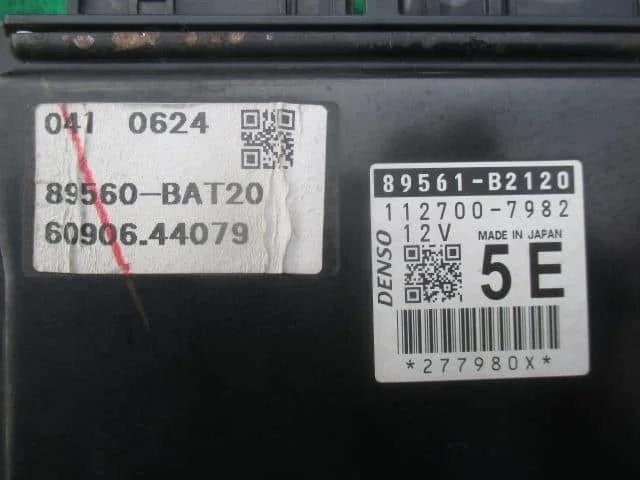 041 0624
89560-BAT20
60906.44079
89561-B2120
112700-7982
DENSO
12V
MADE IN JAPAN
5E
*277980X*